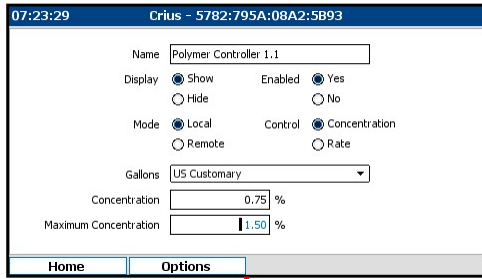 07:23:29 Crius - 5782:795A:08A2:5B93
Name Polymer Controller 1.1
Display Show Enabled Yes
Hide No
Mode Local Control Concentration
Remote Rate
Gallons US Customary
Concentration 0.75 %
Maximum Concentration 1.50 %
Home Options